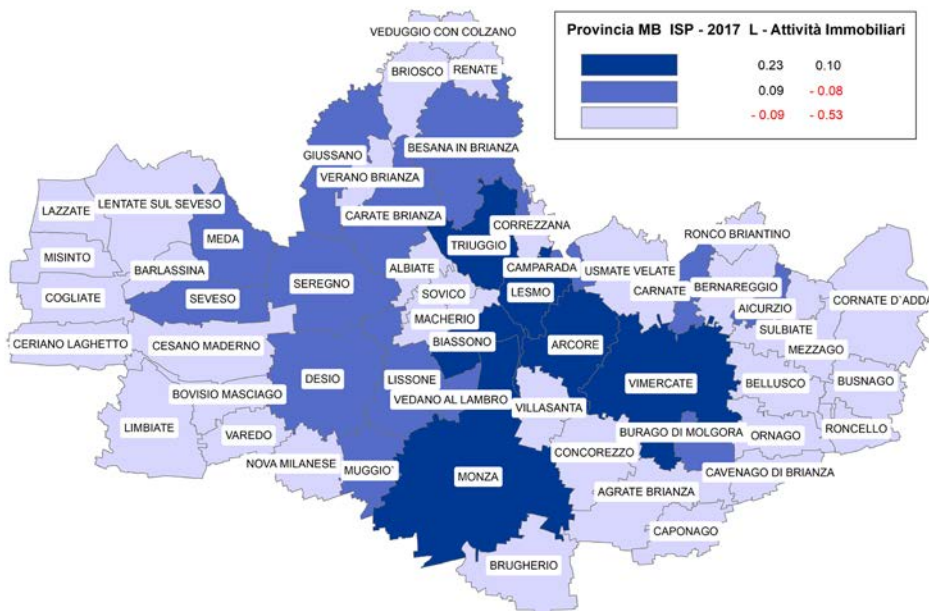 Provincia MB ISP - 2017 L - Attività Immobiliari
0.23 0.10
0.09 - 0.08
- 0.09 - 0.53
VEDUGGIO CON COLZANO
BRIOSCO
RENATE
GIUSSANO
BESANA IN BRIANZA
VERANO BRIANZA
LAZZATE
LENTATE SUL SEVESO
CARATE BRIANZA
CORREZZANA
RONCO BRIANTINO
MEDA
TRIUGGIO
MISINTO
BARLASSINA
ALBIATE
CAMPARADA
USMATE VELATE
SEREGNO
CARNATE
BERNAREGGIO
COGLIATE
SEVESO
SOVICO
LESMO
AICURZIO
CORNATE D`ADDA
MACHERIO
SULBIATE
CERIANO LAGHETTO
CESANO MADERNO
BIASSONO
ARCORE
MEZZAGO
DESIO
LISSONE
VIMERCATE
BELLUSCO
BUSNAGO
BOVISIO MASCIAGO
VEDANO AL LAMBRO
VILLASANTA
LIMBIATE
VAREDO
BURAGO DI MOLGORA
ORNAGO
RONCELLO
NOVA MILANESE
MUGGIO`
MONZA
CONCOREZZO
CAVENAGO DI BRIANZA
AGRATE BRIANZA
CAPONAGO
BRUGHERIO